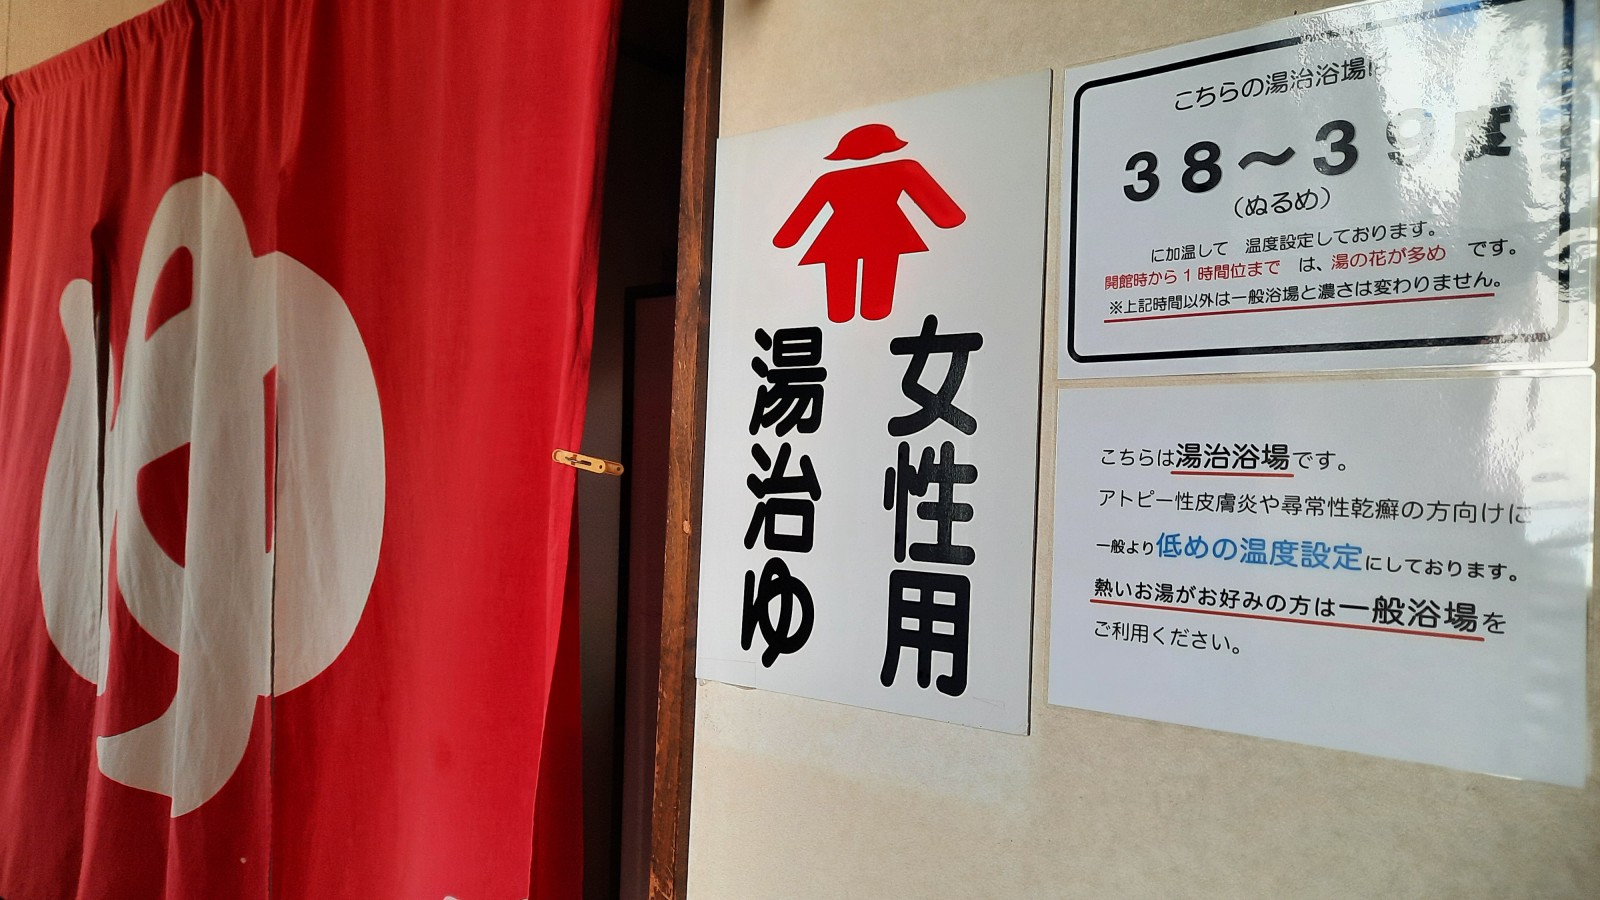 ゆ
女性用
湯治ゆ
こちらの湯治浴場は
38～39度
(ぬるめ)
に加温して 温度設定しております。
開館時から1時間位まで は、湯の花が多め です。
※上記時間以外は一般浴場と濃さは変わりません。
こちらは湯治浴場です。
アトピー性皮膚炎や尋常性乾癬の方向けに
一般より低めの温度設定にしております。
熱いお湯がお好みの方は一般浴場を
ご利用ください。